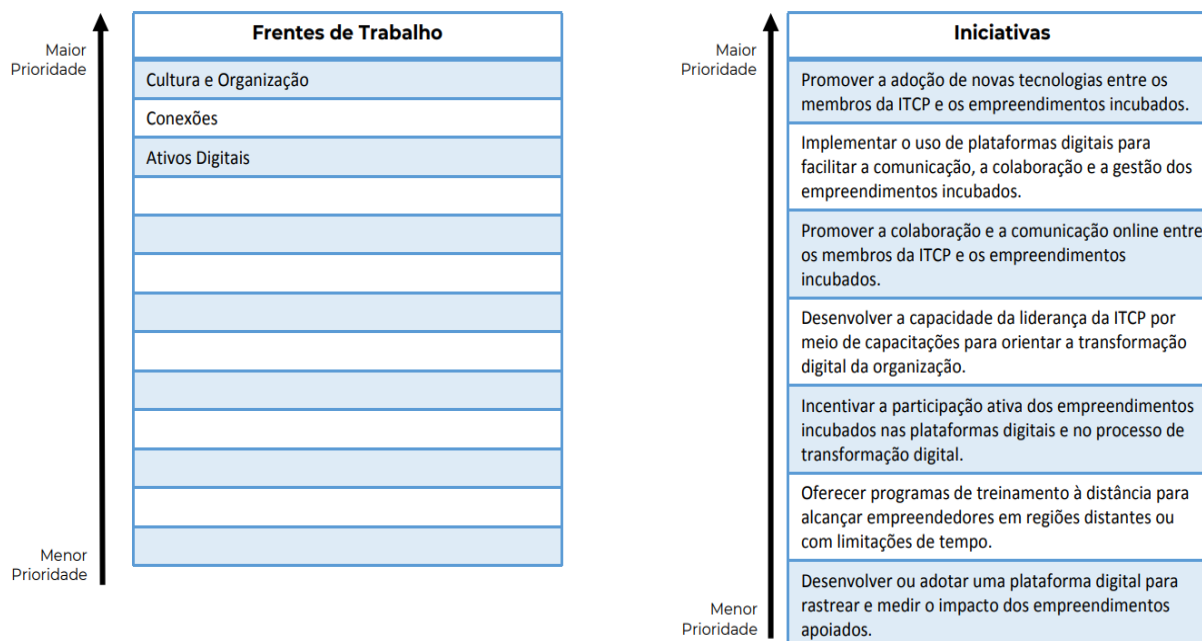 Maior
Prioridade
Frentes de Trabalho
Cultura e Organização
Conexões
Ativos Digitais
Menor
Prioridade
Maior
Prioridade
Iniciativas
Promover a adoção de novas tecnologias entre os
membros da ITCP e os empreendimentos incubados.
Implementar o uso de plataformas digitais para
facilitar a comunicação, a colaboração e a gestão dos
empreendimentos incubados.
Promover a colaboração e a comunicação online entre
os membros da ITCP e os empreendimentos
incubados.
Desenvolver a capacidade da liderança da ITCP por
meio de capacitações para orientar a transformação
digital da organização.
Incentivar a participação ativa dos empreendimentos
incubados nas plataformas digitais e no processo de
transformação digital.
Oferecer programas de treinamento à distância para
alcançar empreendedores em regiões distantes ou
com limitações de tempo.
Desenvolver ou adotar uma plataforma digital para
rastrear e medir o impacto dos empreendimentos
apoiados.
Menor
Prioridade